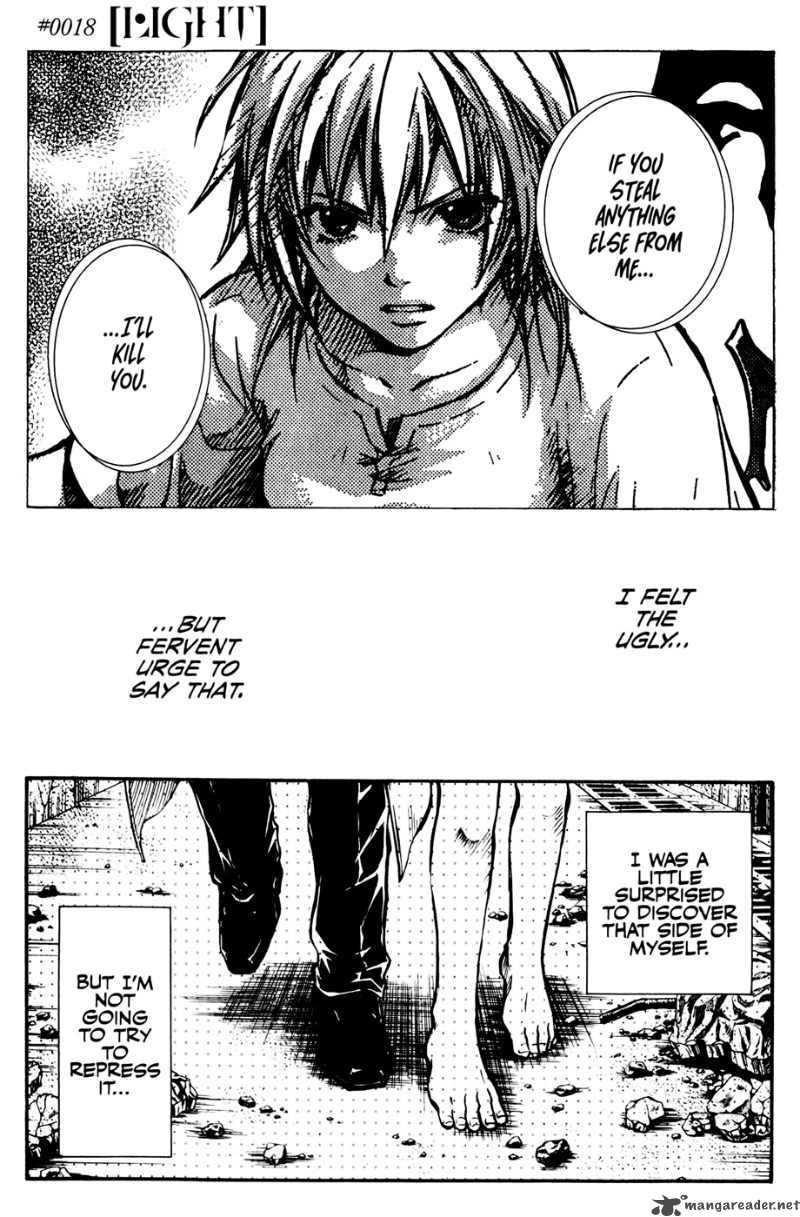 #0018 [LIGHT]
IF YOU
STEAL
ANYTHING
ELSE FROM
ME...
...I'LL
KILL
YOU.
I FELT
THE
UGLY...
...BUT
FERVENT
URGE TO
SAY THAT.
I WAS A
LITTLE
SURPRISED
TO DISCOVER
THAT SIDE OF
MYSELF.
BUT I'M
NOT
GOING
TO TRY
TO
REPRESS
IT...
mangareader.net